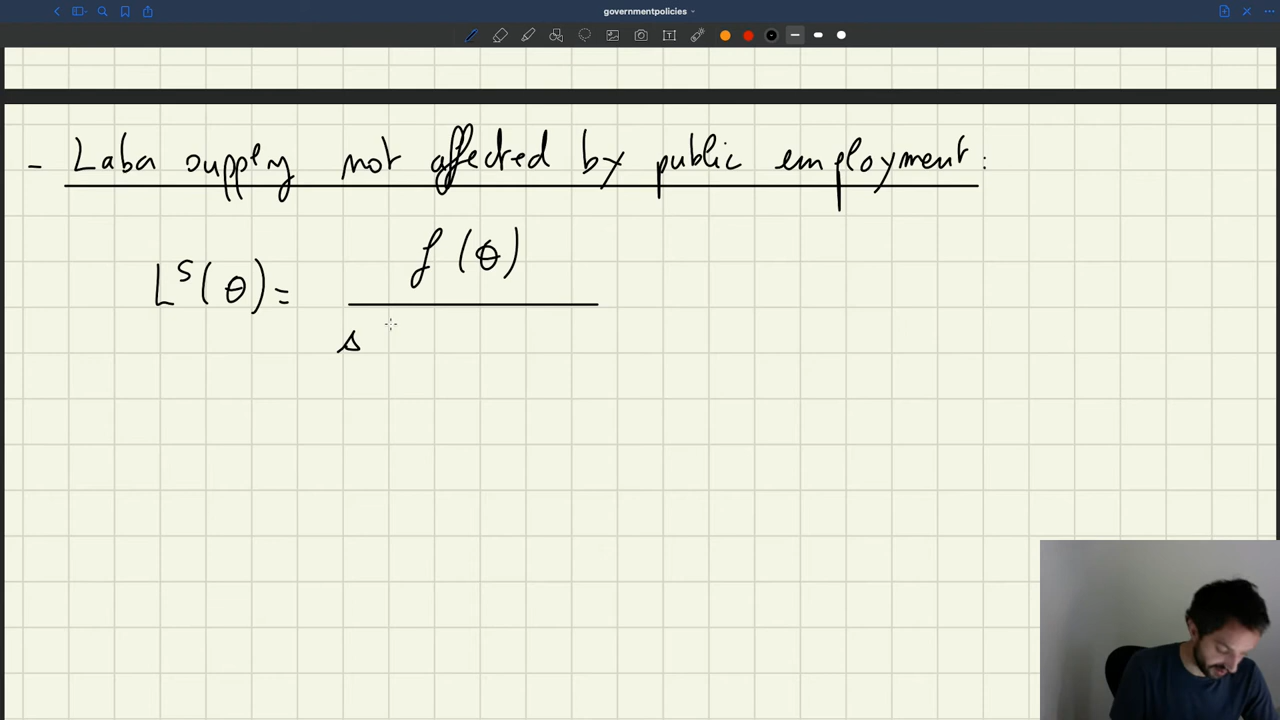 governmentpolicies
- Labor supply not affected by public employment:
L^s(θ) = f(θ)
s